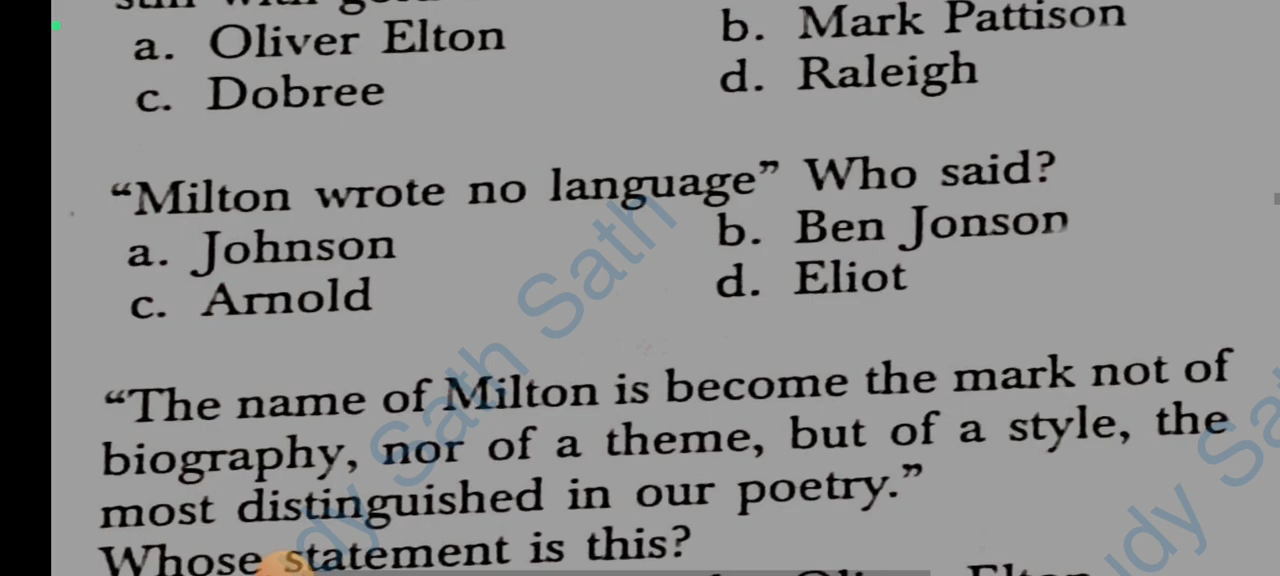 a. Oliver Elton b. Mark Pattison
c. Dobree d. Raleigh
“Milton wrote no language” Who said?
a. Johnson b. Ben Jonson
c. Arnold d. Eliot
“The name of Milton is become the mark not of
biography, nor of a theme, but of a style, the
most distinguished in our poetry.”
Whose statement is this?
Sath Sath